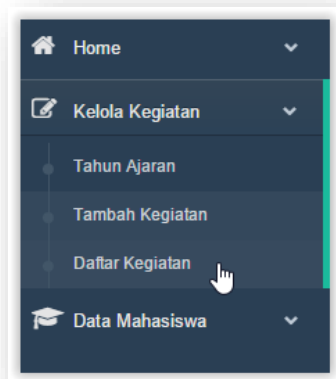 Home
Kelola Kegiatan
Tahun Ajaran
Tambah Kegiatan
Daftar Kegiatan
Data Mahasiswa